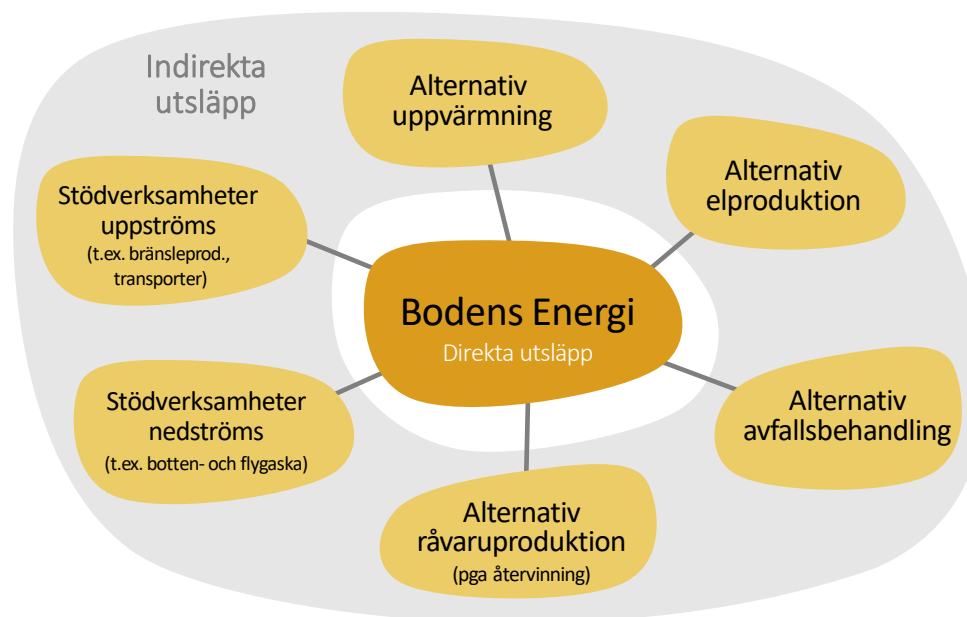 Indirekta
utsläpp
Alternativ
uppvärmning
Alternativ
elproduktion
Stödverksamheter
uppströms
(t.ex. bränsleprod.,
transporter)
Bodens Energi
Direkta utsläpp
Stödverksamheter
nedströms
(t.ex. botten- och flygaska)
Alternativ
avfallsbehandling
Alternativ
råvaruproduktion
(pga återvinning)